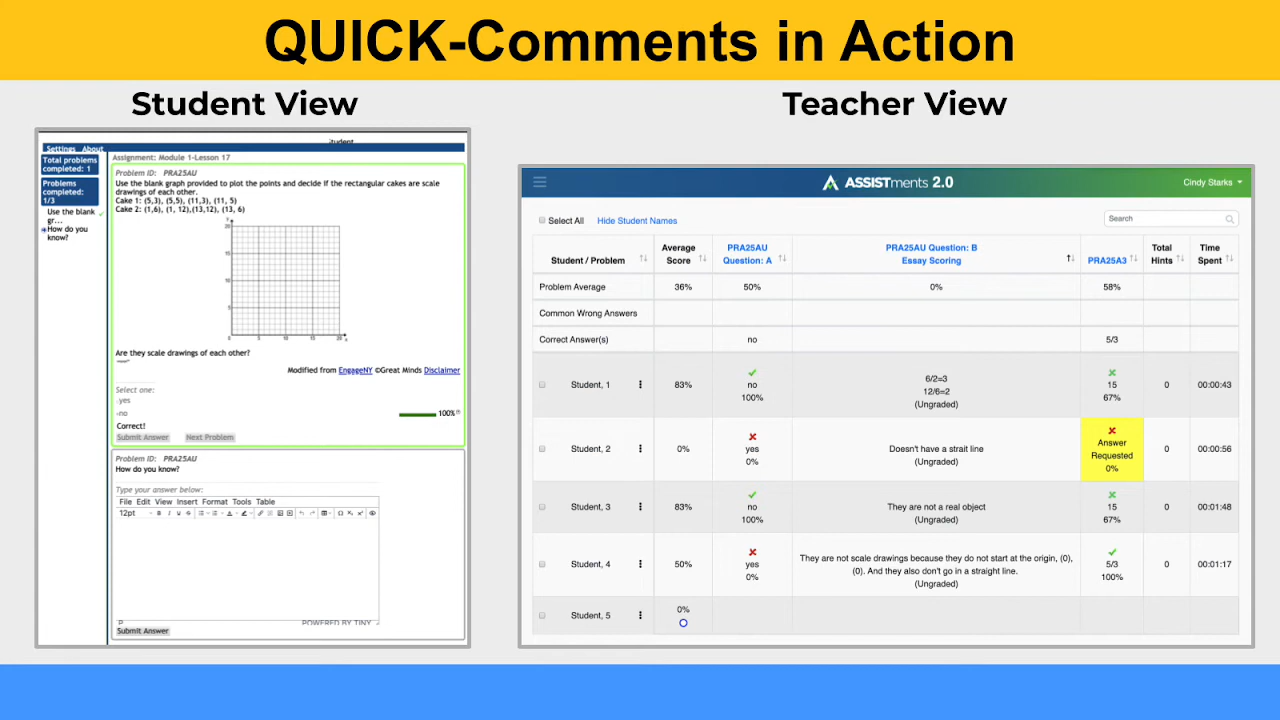 QUICK-Comments in Action
Student View
Student
Settings About
Total problems
completed: 1
Problems
completed:
1/3
Use the blank
gr...
How do you
know?
Assignment: Module 1-Lesson 17
Problem ID: PRA25AU
Use the blank graph provided to plot the points and decide if the rectangular cakes are scale
drawings of each other.
Cake 1: (5,3), (5,5), (11,3), (11, 5)
Cake 2: (1,6), (1, 12),(13,12), (13, 6)
y
20
15
10
5
0 5 10 15 20 x
Are they scale drawings of each other?
Modified from EngageNY ©Great Minds Disclaimer
Select one:
yes
no
100%
Correct!
Submit Answer Next Problem
Problem ID: PRA25AU
How do you know?
Type your answer below:
File Edit View Insert Format Tools Table
12pt B I U S A
P POWERED BY TINY
Submit Answer
Teacher View
ASSISTments 2.0
Cindy Starks
Select All Hide Student Names
Search
Student / Problem
Average
Score
PRA25AU
Question: A
PRA25AU Question: B
Essay Scoring
PRA25A3
Total
Hints
Time
Spent
Problem Average 36% 50% 0% 58%
Common Wrong Answers
Correct Answer(s) no 5/3
Student, 1 83%
no
100%
6/2=3
12/6=2
(Ungraded)
15
67%
0 00:00:43
Student, 2 0%
yes
0%
Doesn't have a strait line
(Ungraded)
Answer
Requested
0%
0 00:00:56
Student, 3 83%
no
100%
They are not a real object
(Ungraded)
15
67%
0 00:01:48
Student, 4 50%
yes
0%
They are not scale drawings because they do not start at the origin, (0),
(0). And they also don't go in a straight line.
(Ungraded)
5/3
100%
0 00:01:17
Student, 5 0%